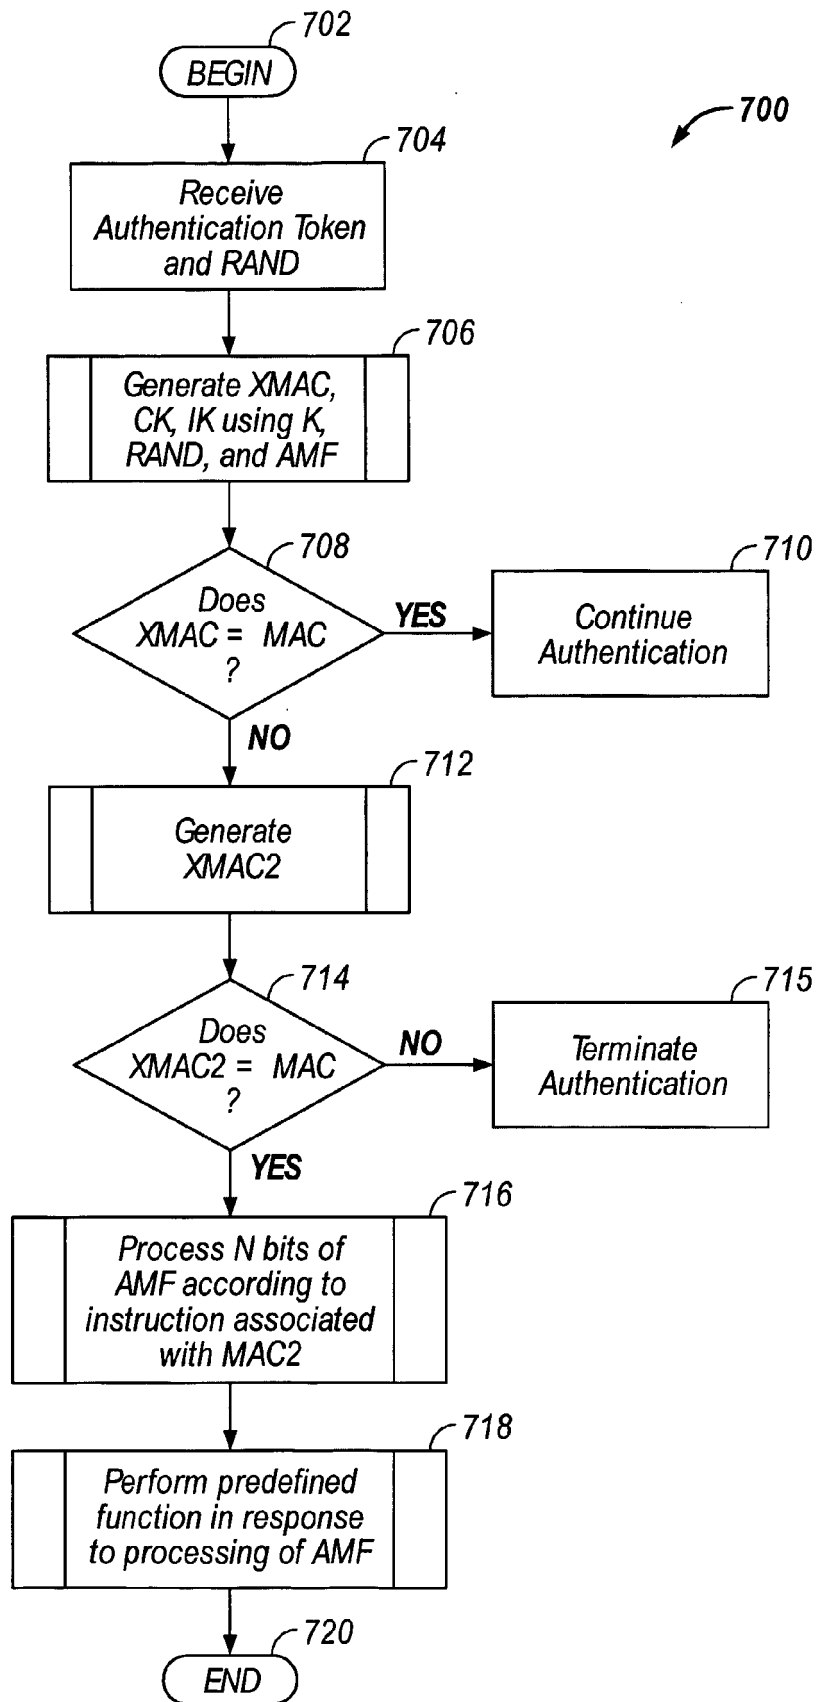 702
BEGIN
700
704
Receive
Authentication Token
and RAND
706
Generate XMAC,
CK, IK using K,
RAND, and AMF
708
Does
XMAC = MAC
?
YES
710
Continue
Authentication
NO
712
Generate
XMAC2
714
Does
XMAC2 = MAC
?
NO
715
Terminate
Authentication
YES
716
Process N bits of
AMF according to
instruction associated
with MAC2
718
Perform predefined
function in response
to processing of AMF
720
END